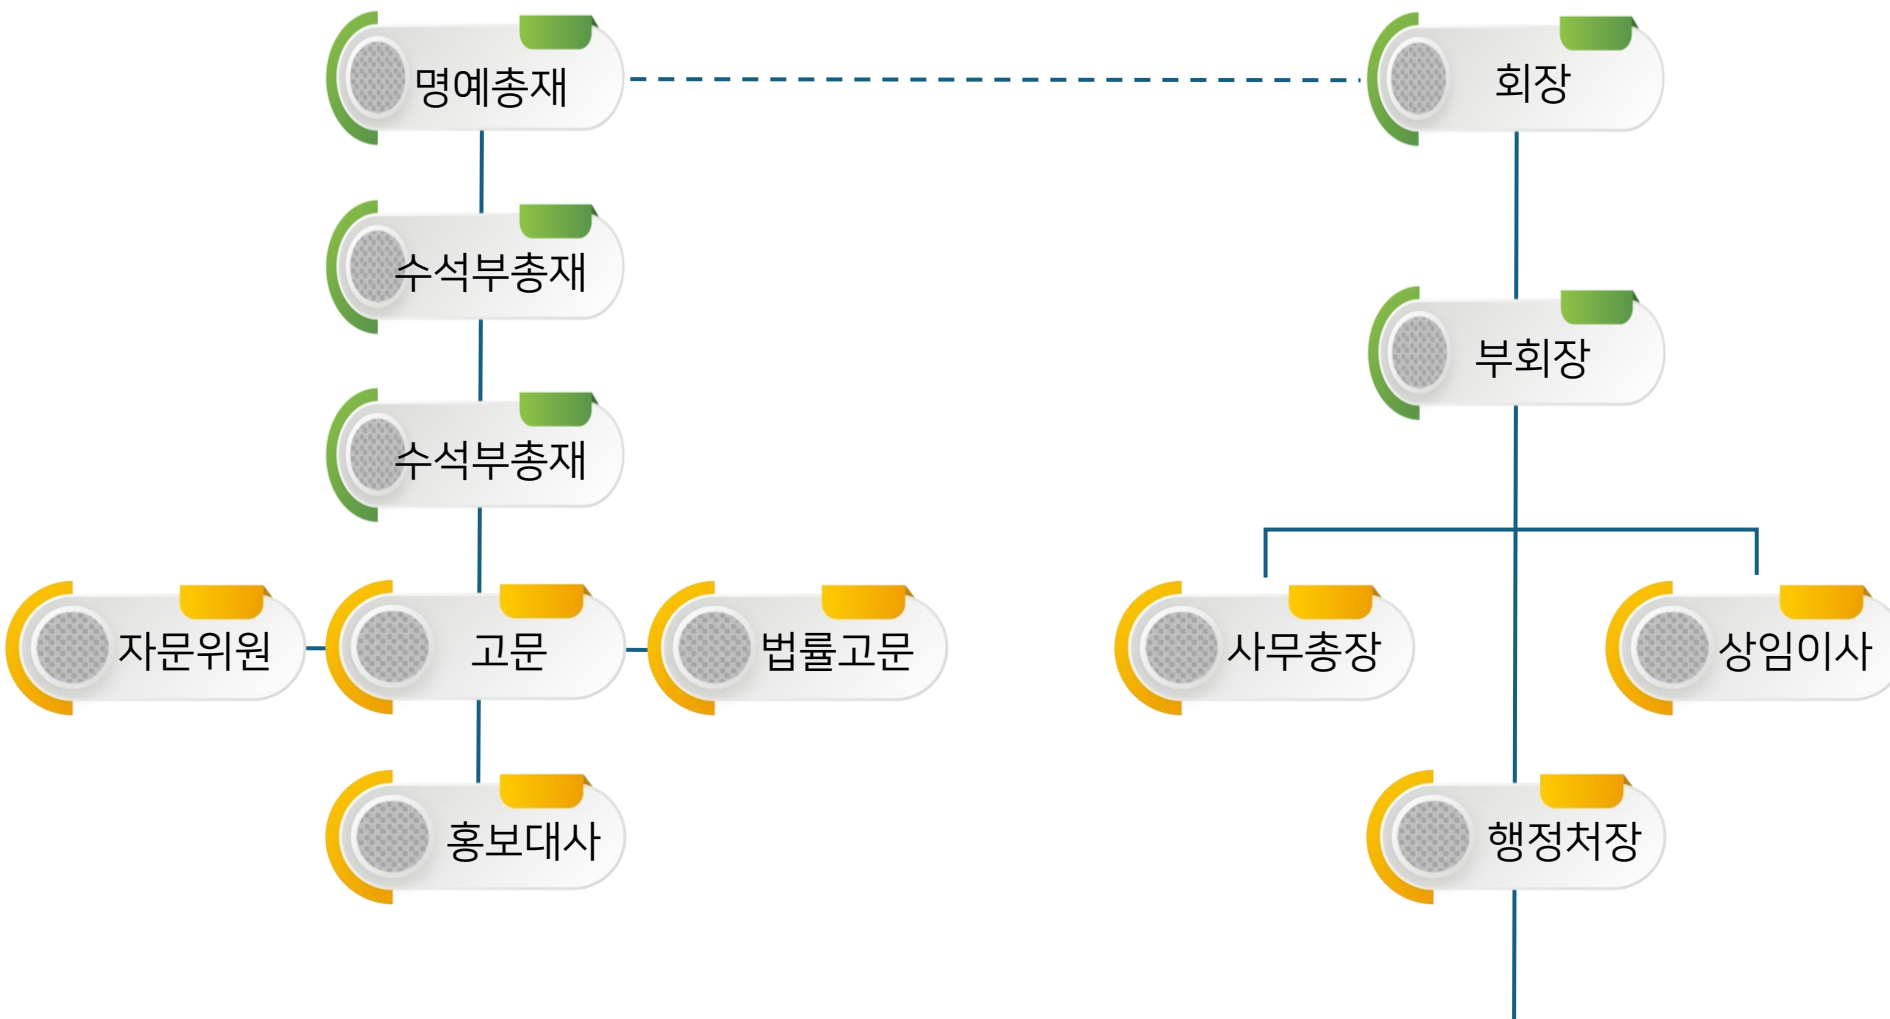 명예총재
회장
수석부총재
부회장
수석부총재
자문위원
고문
법률고문
사무총장
상임이사
홍보대사
행정처장